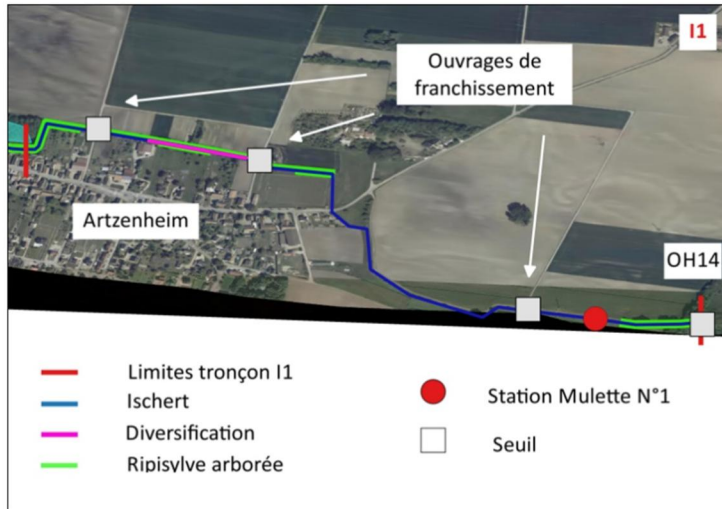 I1
Ouvrages de
franchissement
Artzenheim
OH14
Limites tronçon I1
Ischert
Diversification
Ripisylve arborée
Station Mulette N°1
Seuil